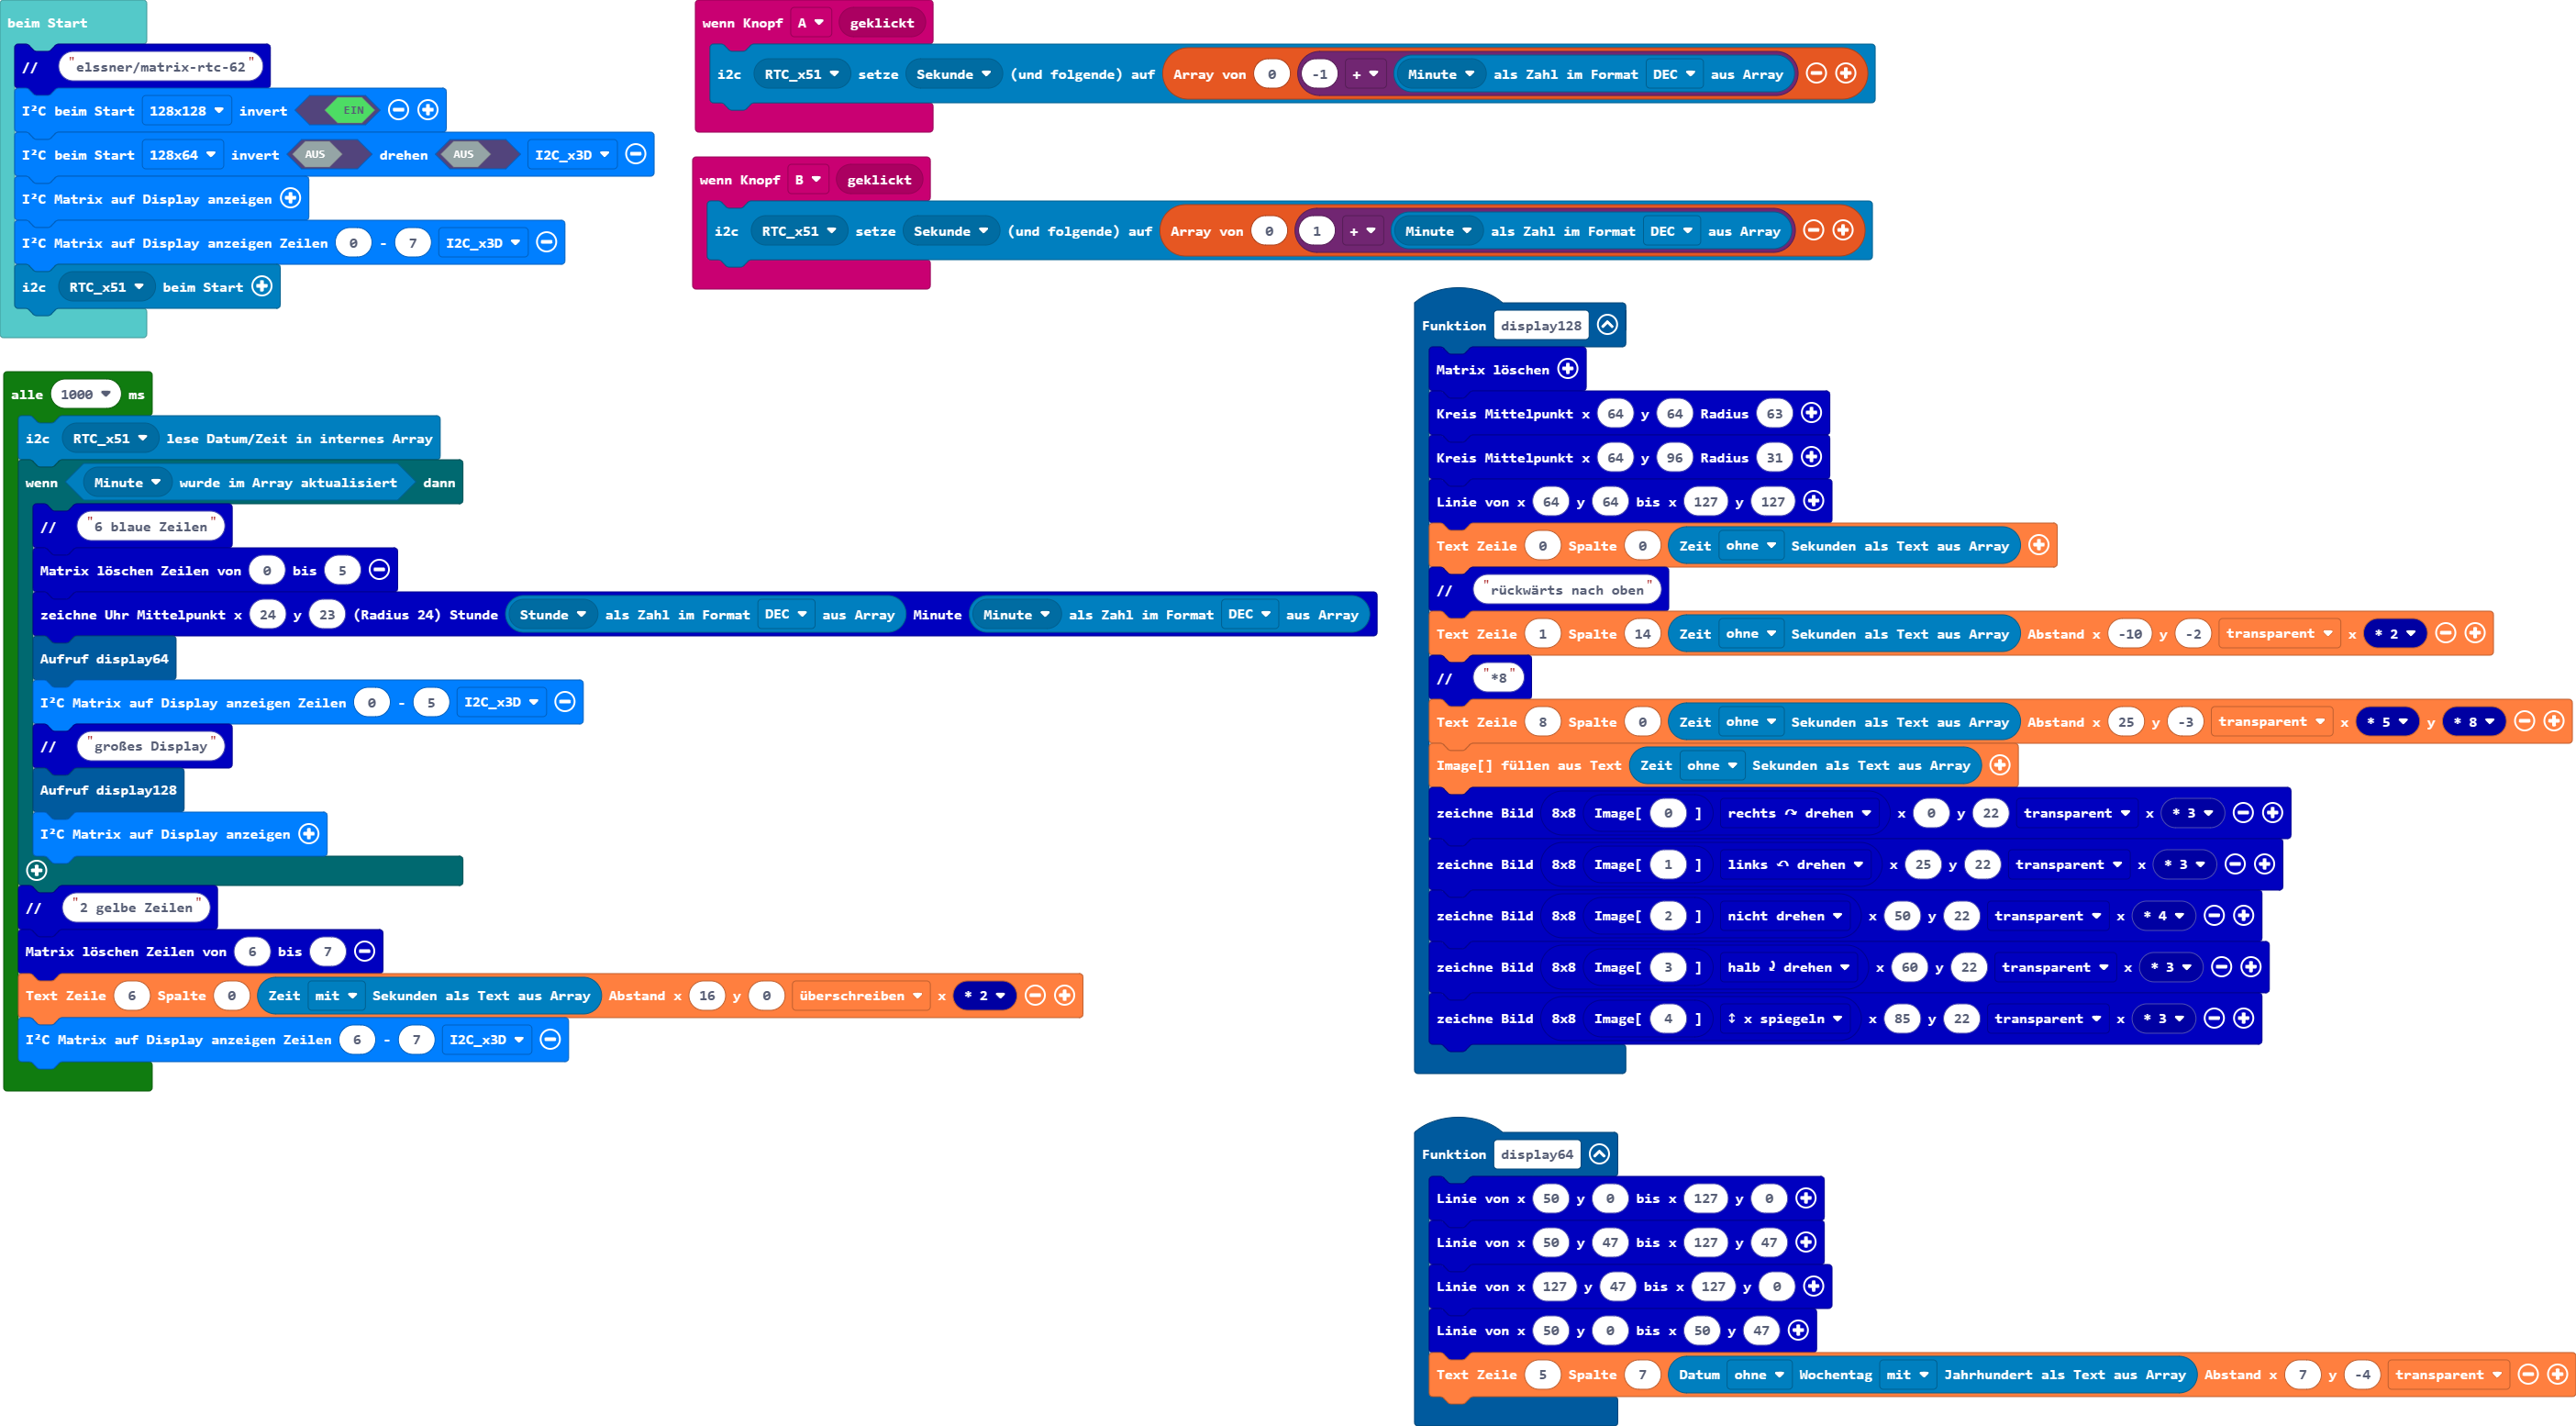 beim Start
// "elssner/matrix-rtc-62"
I²C beim Start 128x128 invert EIN
I²C beim Start 128x64 invert AUS drehen AUS I2C_x3D
I²C Matrix auf Display anzeigen
I²C Matrix auf Display anzeigen Zeilen 0 - 7 I2C_x3D
i2c RTC_x51 beim Start
wenn Knopf A geklickt
i2c RTC_x51 setze Sekunde (und folgende) auf Array von 0 -1 + Minute als Zahl im Format DEC aus Array
wenn Knopf B geklickt
i2c RTC_x51 setze Sekunde (und folgende) auf Array von 0 1 + Minute als Zahl im Format DEC aus Array
alle 1000 ms
i2c RTC_x51 lese Datum/Zeit in internes Array
wenn Minute wurde im Array aktualisiert dann
// "6 blaue Zeilen"
Matrix löschen Zeilen von 0 bis 5
zeichne Uhr Mittelpunkt x 24 y 23 (Radius 24) Stunde Stunde als Zahl im Format DEC aus Array Minute Minute als Zahl im Format DEC aus Array
Aufruf display64
I²C Matrix auf Display anzeigen Zeilen 0 - 5 I2C_x3D
// "großes Display"
Aufruf display128
I²C Matrix auf Display anzeigen
// "2 gelbe Zeilen"
Matrix löschen Zeilen von 6 bis 7
Text Zeile 6 Spalte 0 Zeit mit Sekunden als Text aus Array Abstand x 16 y 0 überschreiben x * 2
I²C Matrix auf Display anzeigen Zeilen 6 - 7 I2C_x3D
Funktion display128
Matrix löschen
Kreis Mittelpunkt x 64 y 64 Radius 63
Kreis Mittelpunkt x 64 y 96 Radius 31
Linie von x 64 y 64 bis x 127 y 127
Text Zeile 0 Spalte 0 Zeit ohne Sekunden als Text aus Array
// "rückwärts nach oben"
Text Zeile 1 Spalte 14 Zeit ohne Sekunden als Text aus Array Abstand x -10 y -2 transparent x * 2
// "*8"
Text Zeile 8 Spalte 0 Zeit ohne Sekunden als Text aus Array Abstand x 25 y -3 transparent x * 5 y * 8
Image[] füllen aus Text Zeit ohne Sekunden als Text aus Array
zeichne Bild 8x8 Image[ 0 ] rechts ↷ drehen x 0 y 22 transparent x * 3
zeichne Bild 8x8 Image[ 1 ] links ↶ drehen x 25 y 22 transparent x * 3
zeichne Bild 8x8 Image[ 2 ] nicht drehen x 50 y 22 transparent x * 4
zeichne Bild 8x8 Image[ 3 ] halb ⤸ drehen x 60 y 22 transparent x * 3
zeichne Bild 8x8 Image[ 4 ] ↕ x spiegeln x 85 y 22 transparent x * 3
Funktion display64
Linie von x 50 y 0 bis x 127 y 0
Linie von x 50 y 47 bis x 127 y 47
Linie von x 127 y 47 bis x 127 y 0
Linie von x 50 y 0 bis x 50 y 47
Text Zeile 5 Spalte 7 Datum ohne Wochentag mit Jahrhundert als Text aus Array Abstand x 7 y -4 transparent